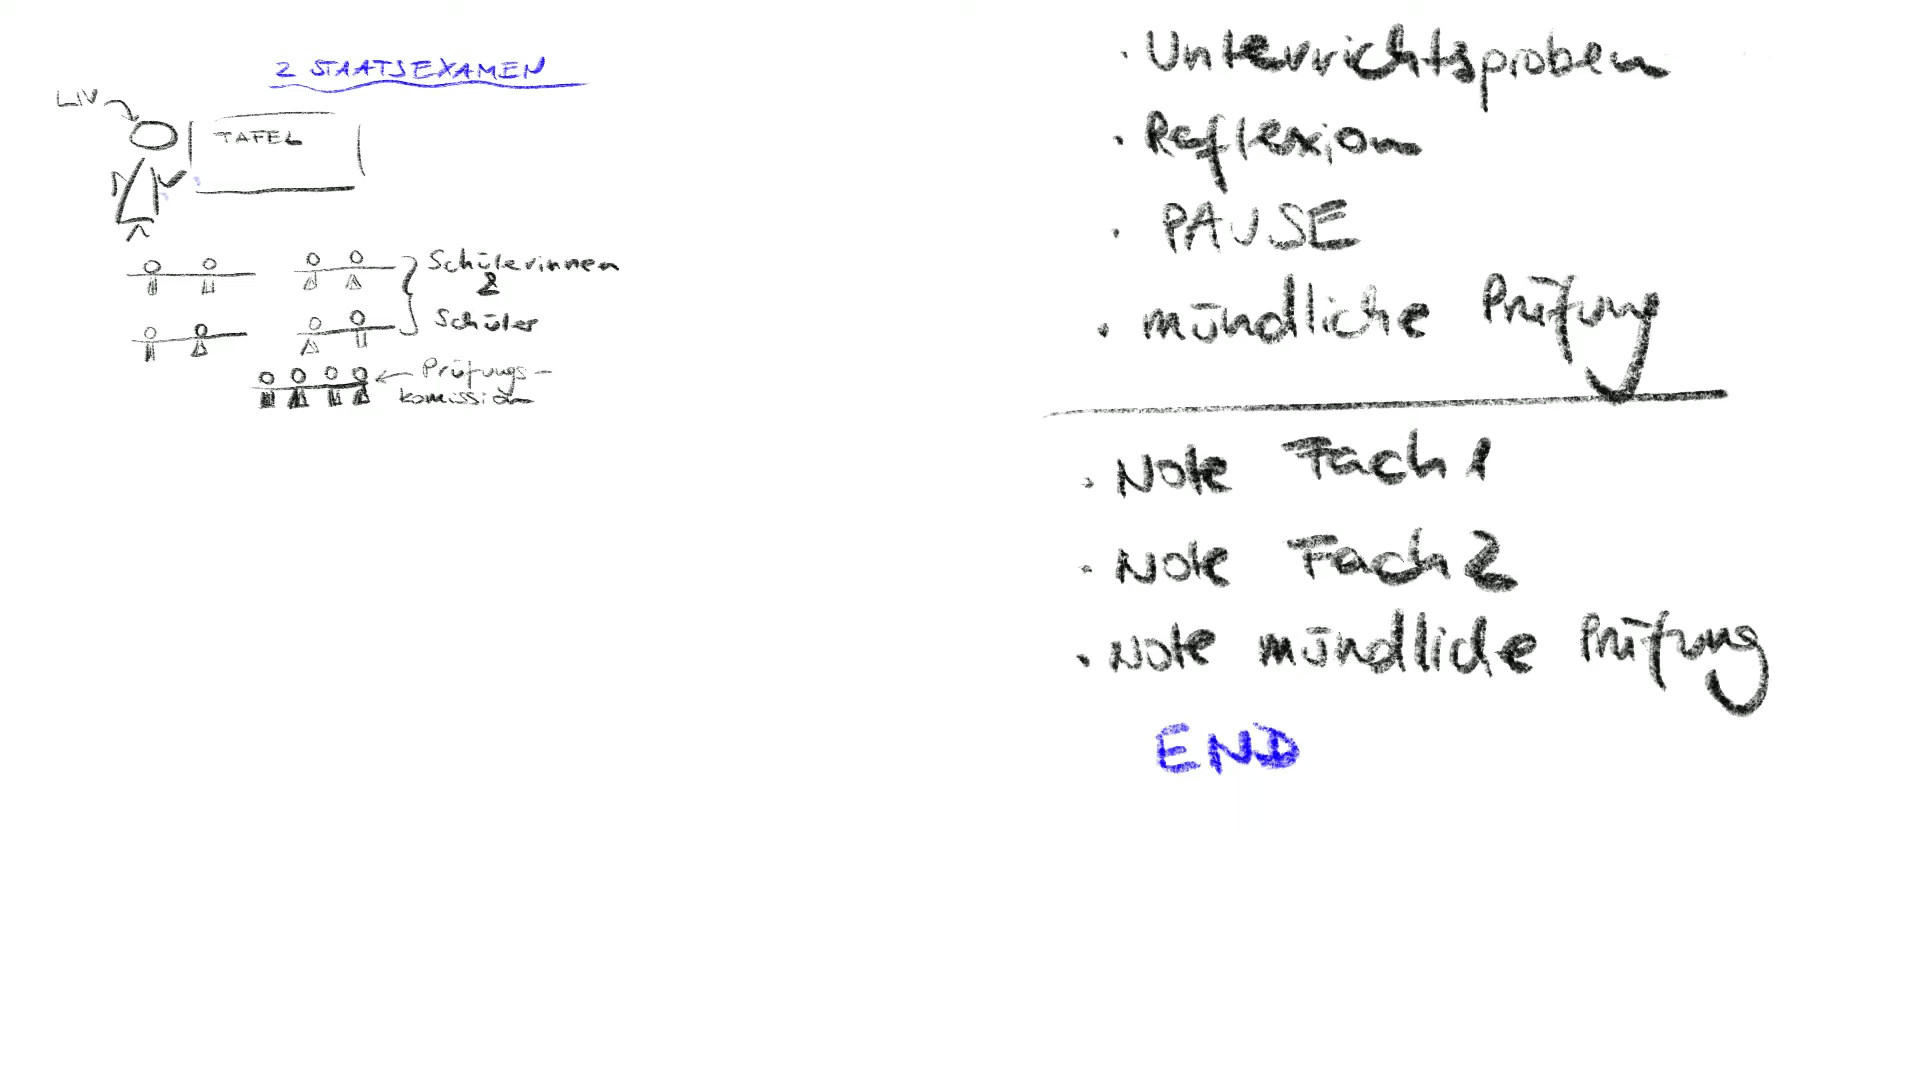 2 STAATSEXAMEN
LIV
TAFEL
Schülerinnen
&
Schüler
Prüfungs-
komission
· Unterrichtsproben
· Reflexion
· PAUSE
· mündliche Prüfung
· Note Fach 1
· Note Fach 2
· Note mündliche Prüfung
END